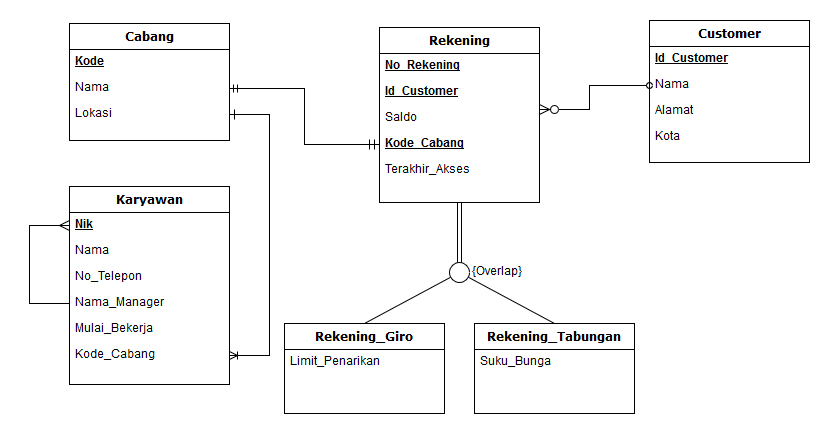 Cabang
Kode
Nama
Lokasi
Rekening
No_Rekening
Id_Customer
Saldo
Kode_Cabang
Terakhir_Akses
Customer
Id_Customer
Nama
Alamat
Kota
Karyawan
Nik
Nama
No_Telepon
Nama_Manager
Mulai_Bekerja
Kode_Cabang
{Overlap}
Rekening_Giro
Limit_Penarikan
Rekening_Tabungan
Suku_Bunga